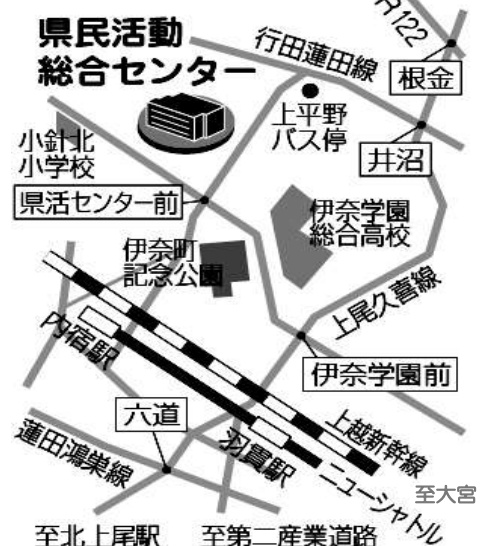 県民活動
総合センター
行田蓮田線
R122
根金
上平野
バス停
井沼
小針北
小学校
県活センター前
伊奈学園
総合高校
伊奈町
記念公園
上尾久喜線
内宿駅
伊奈学園前
六道
羽貫駅
上越新幹線
蓮田鴻巣線
ニューシャトル
至大宮
至北上尾駅
至第二産業道路